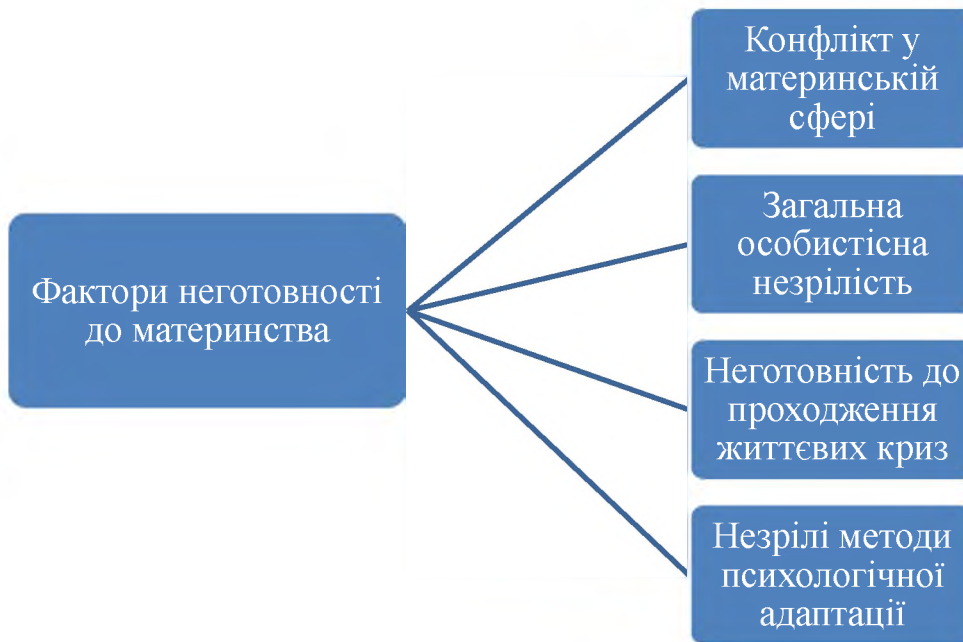 Фактори неготовності
до материнства
Конфлікт у
материнській
сфері
Загальна
особистісна
незрілість
Неготовність до
проходження
життєвих криз
Незрілі методи
психологічної
адаптації